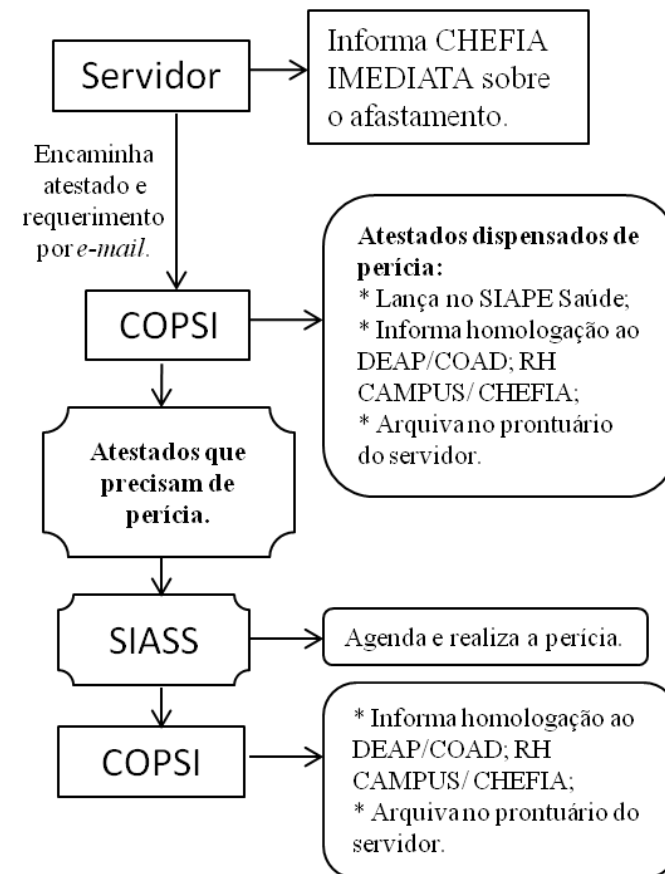 Servidor
Informa CHEFIA
IMEDIATA sobre
o afastamento.
Encaminha
atestado e
requerimento
por e-mail.
COPSI
Atestados dispensados de
perícia:
* Lança no SIAPE Saúde;
* Informa homologação ao
DEAP/COAD; RH
CAMPUS/ CHEFIA;
* Arquiva no prontuário
do servidor.
Atestados que
precisam de
perícia.
SIASS
Agenda e realiza a perícia.
COPSI
* Informa homologação ao
DEAP/COAD; RH
CAMPUS/ CHEFIA;
* Arquiva no prontuário do
servidor.